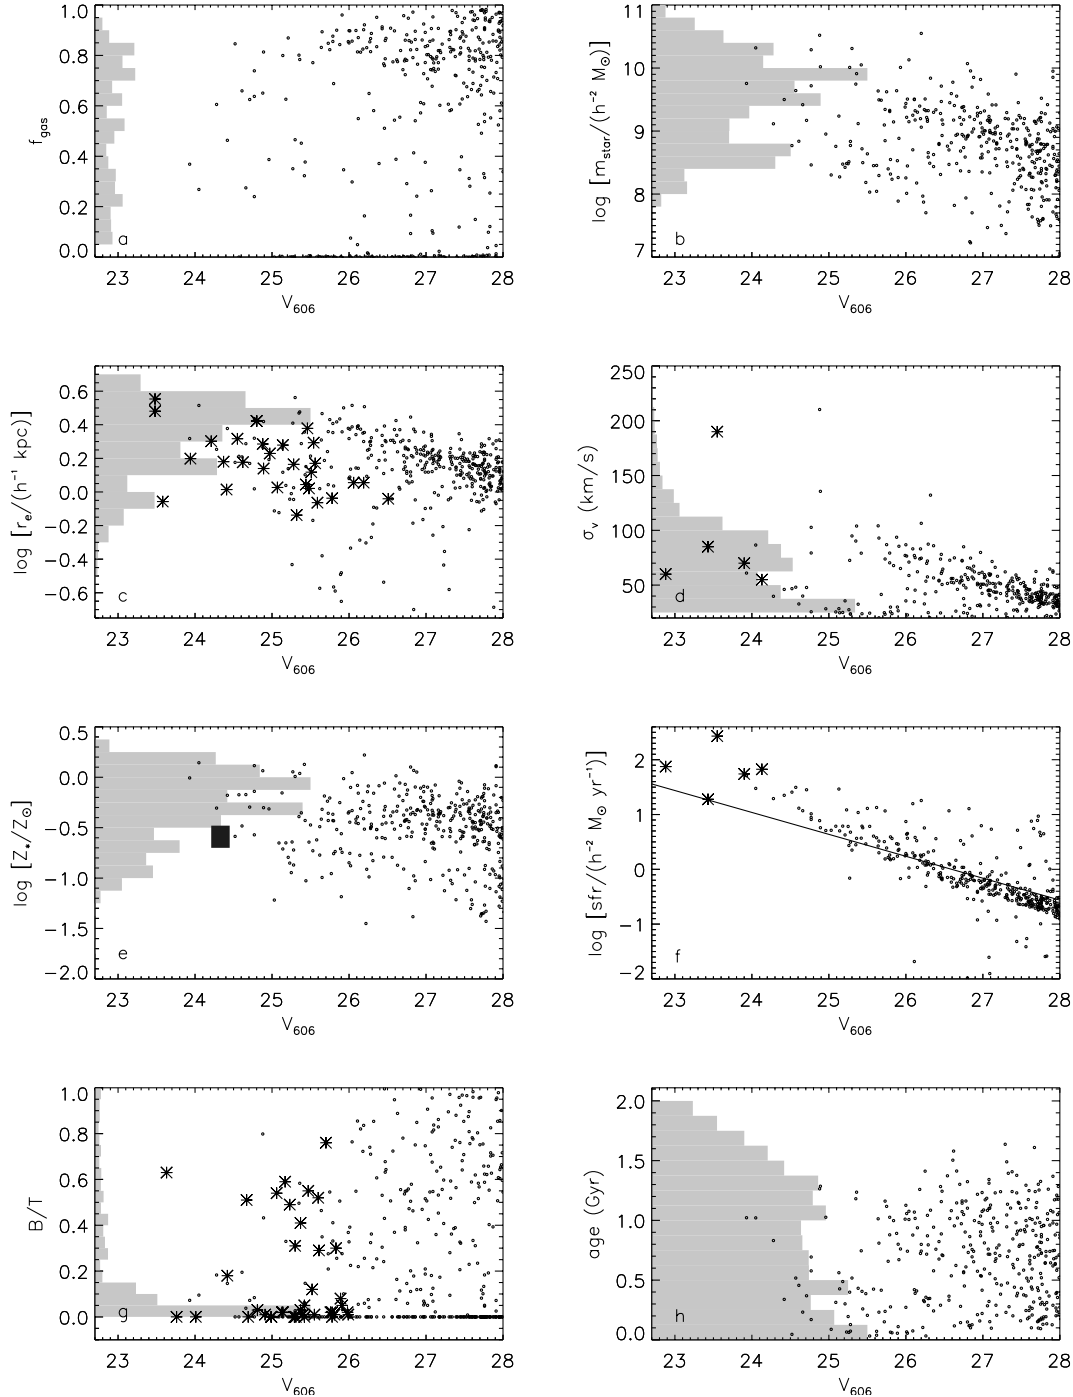 1.0
0.8
0.6
0.4
0.2
0.0
f_gas
a
23 24 25 26 27 28
V_606
11
10
9
8
7
log [m_star/(h^-2 M_⊙)]
b
23 24 25 26 27 28
V_606
0.6
0.4
0.2
0.0
−0.2
−0.4
−0.6
log [r_e/(h^-1 kpc)]
c
23 24 25 26 27 28
V_606
250
200
150
100
50
σ_v (km/s)
d
23 24 25 26 27 28
V_606
0.5
0.0
−0.5
−1.0
−1.5
−2.0
log [Z_*/Z_⊙]
e
23 24 25 26 27 28
V_606
2
1
0
−1
−2
log [sfr/(h^-2 M_⊙ yr^-1)]
f
23 24 25 26 27 28
V_606
1.0
0.8
0.6
0.4
0.2
0.0
B/T
g
23 24 25 26 27 28
V_606
2.0
1.5
1.0
0.5
0.0
age (Gyr)
h
23 24 25 26 27 28
V_606